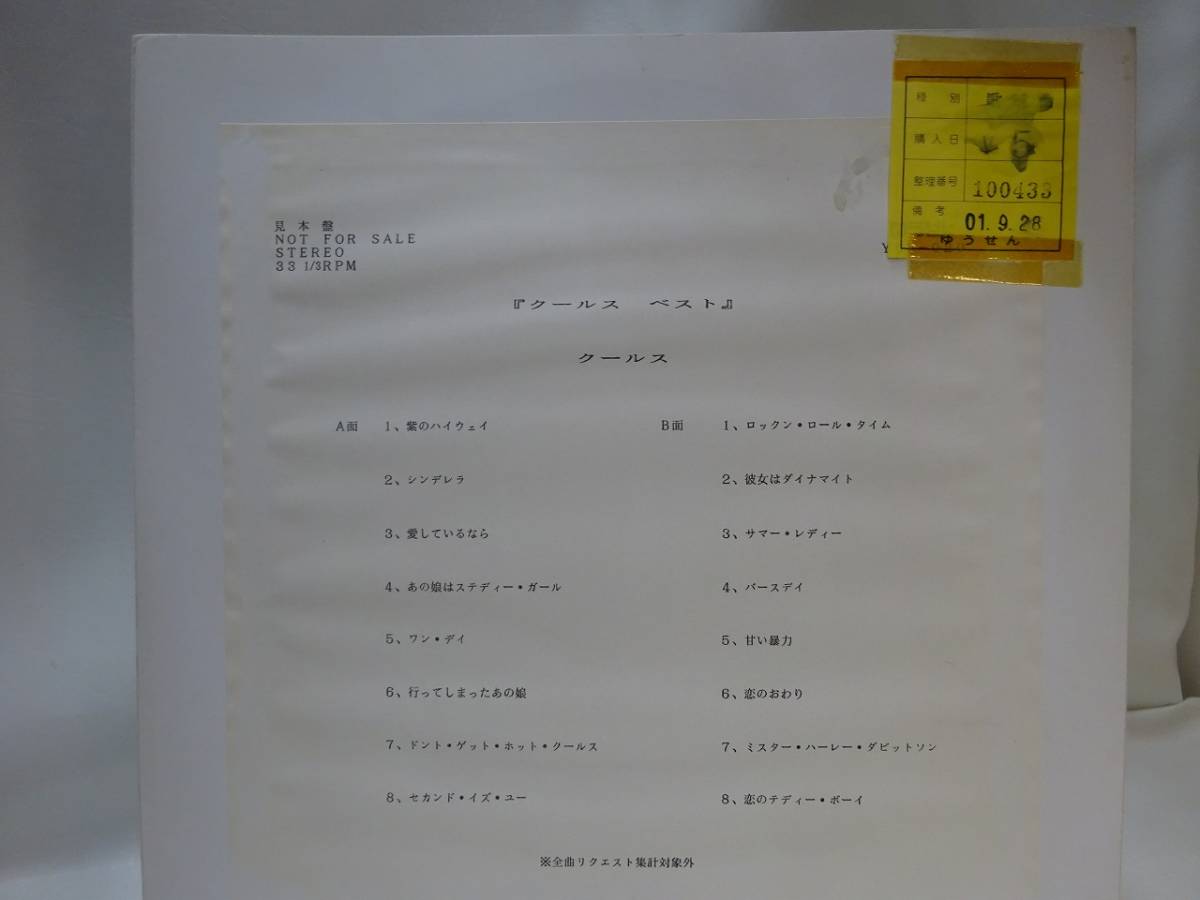 種別
購入日 5
整理番号 100433
備考 01.9.28
ゆうせん
見本盤
NOT FOR SALE
STEREO
33 1/3RPM
『クールス ベスト』
クールス
A面 1、紫のハイウェイ
2、シンデレラ
3、愛しているなら
4、あの娘はステディー・ガール
5、ワン・デイ
6、行ってしまったあの娘
7、ドント・ゲット・ホット・クールス
8、セカンド・イズ・ユー
B面 1、ロックン・ロール・タイム
2、彼女はダイナマイト
3、サマー・レディー
4、バースデイ
5、甘い暴力
6、恋のおわり
7、ミスター・ハーレー・ダビットソン
8、恋のテディー・ボーイ
※全曲リクエスト集計対象外